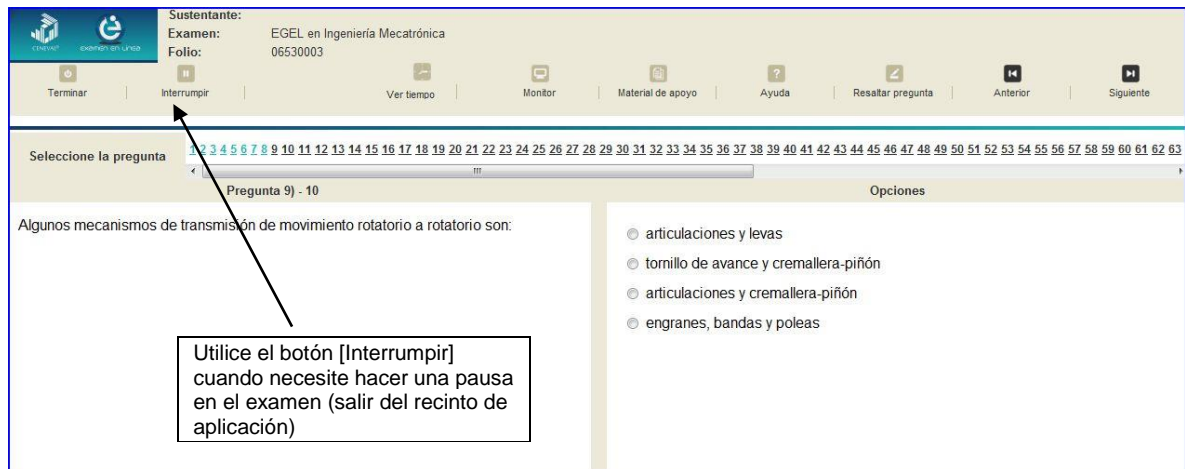 Sustentante:
Examen: EGEL en Ingeniería Mecatrónica
Folio: 06530003
CENEVAL examen en Línea
Terminar Interrumpir Ver tiempo Monitor Material de apoyo Ayuda Resaltar pregunta Anterior Siguiente
Seleccione la pregunta 1 2 3 4 5 6 7 8 9 10 11 12 13 14 15 16 17 18 19 20 21 22 23 24 25 26 27 28 29 30 31 32 33 34 35 36 37 38 39 40 41 42 43 44 45 46 47 48 49 50 51 52 53 54 55 56 57 58 59 60 61 62 63
Pregunta 9) - 10
Opciones
Algunos mecanismos de transmisión de movimiento rotatorio a rotatorio son:
articulaciones y levas
tornillo de avance y cremallera-piñón
articulaciones y cremallera-piñón
engranes, bandas y poleas
Utilice el botón [Interrumpir]
cuando necesite hacer una pausa
en el examen (salir del recinto de
aplicación)